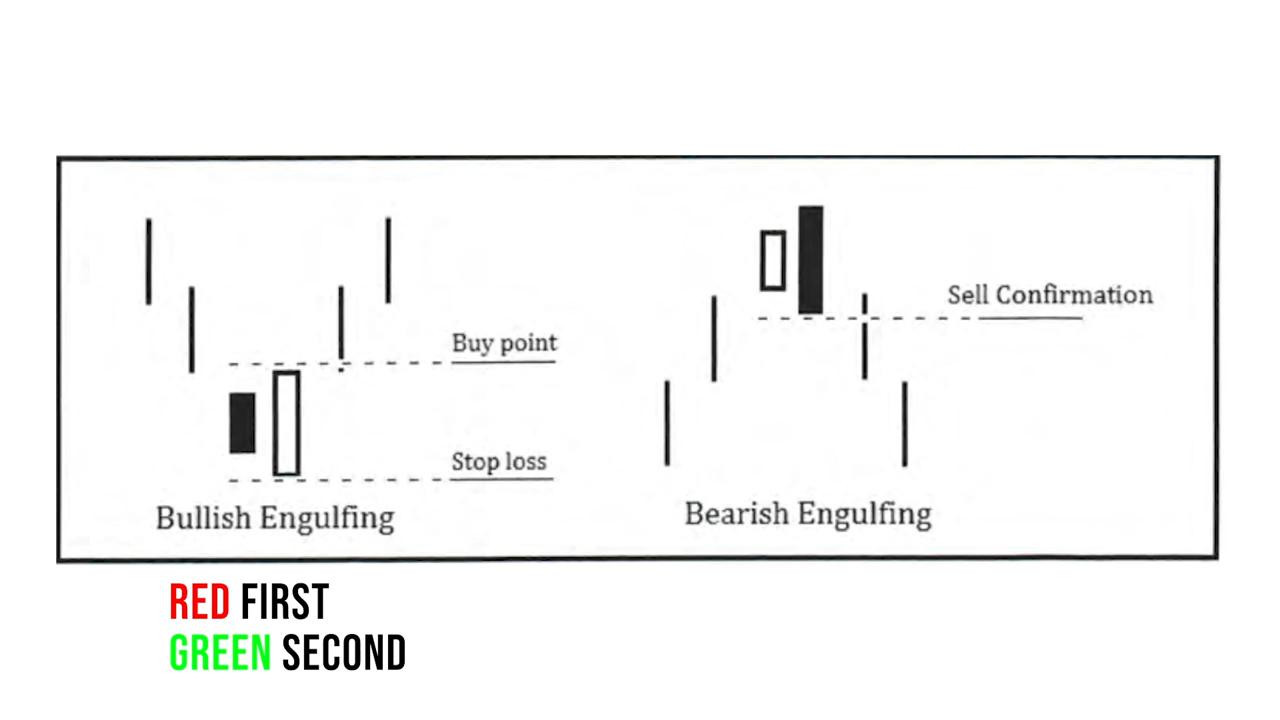 Buy point
Stop loss
Bullish Engulfing
Sell Confirmation
Bearish Engulfing
RED FIRST
GREEN SECOND